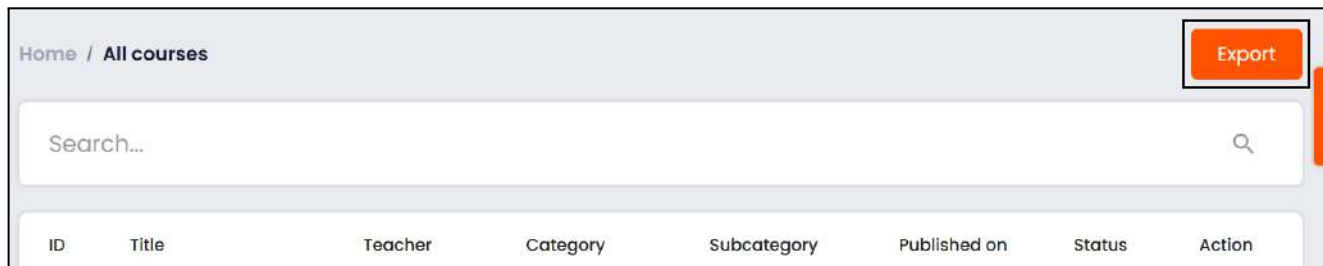 Home / All courses
Export
Search...
ID Title Teacher Category Subcategory Published on Status Action